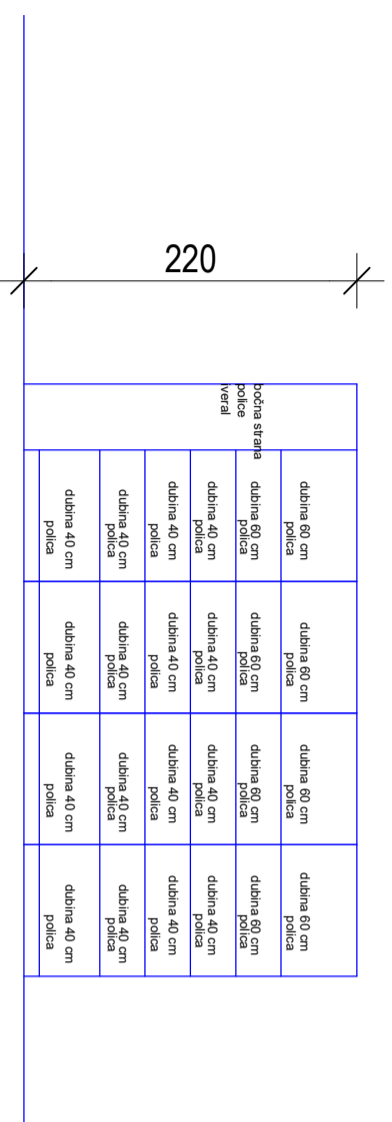 220
bočna strana
police
iveral
dubina 60 cm
polica
dubina 60 cm
polica
dubina 60 cm
polica
dubina 60 cm
polica
dubina 60 cm
polica
dubina 60 cm
polica
dubina 60 cm
polica
dubina 60 cm
polica
dubina 40 cm
polica
dubina 40 cm
polica
dubina 40 cm
polica
dubina 40 cm
polica
dubina 40 cm
polica
dubina 40 cm
polica
dubina 40 cm
polica
dubina 40 cm
polica
dubina 40 cm
polica
dubina 40 cm
polica
dubina 40 cm
polica
dubina 40 cm
polica
dubina 40 cm
polica
dubina 40 cm
polica
dubina 40 cm
polica
dubina 40 cm
polica